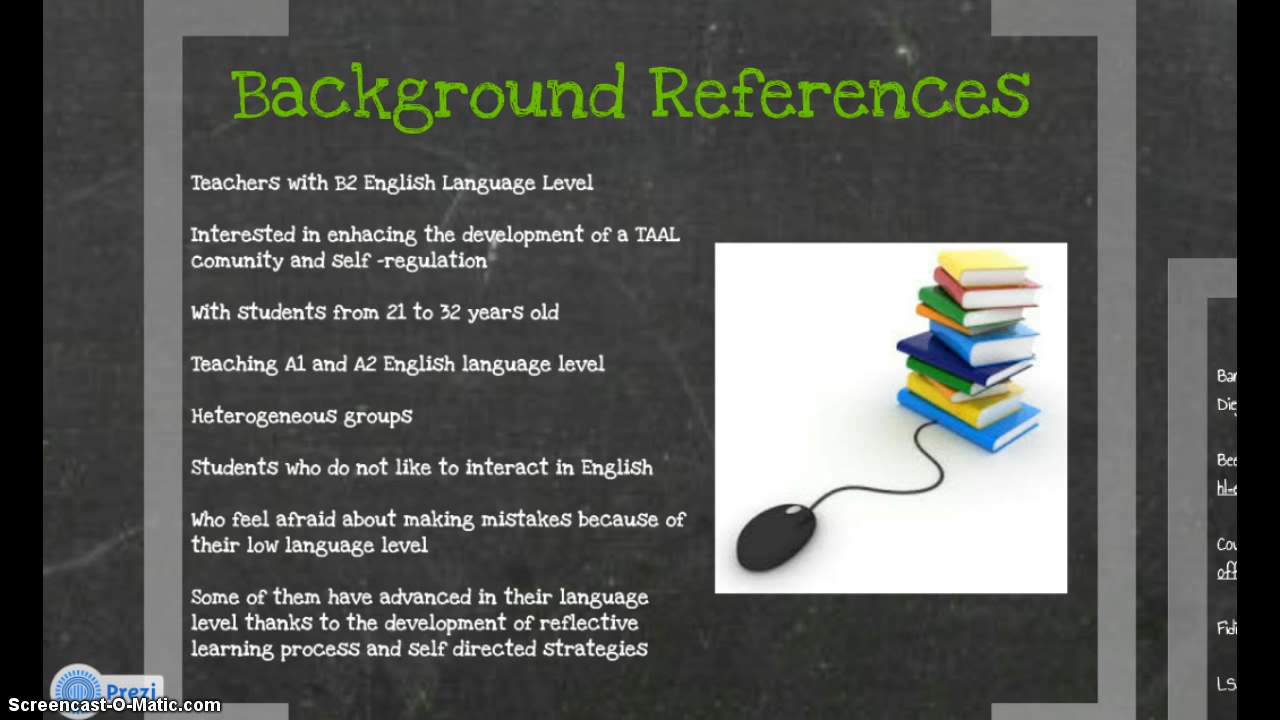 Background References
Teachers with B2 English Language Level
Interested in enhacing the development of a TAAL
comunity and self -regulation
With students from 21 to 32 years old
Teaching A1 and A2 English language level
Heterogeneous groups
Students who do not like to interact in English
Who feel afraid about making mistakes because of
their low language level
Some of them have advanced in their language
level thanks to the development of reflective
learning process and self directed strategies
Prezi
Screencast-O-Matic.com